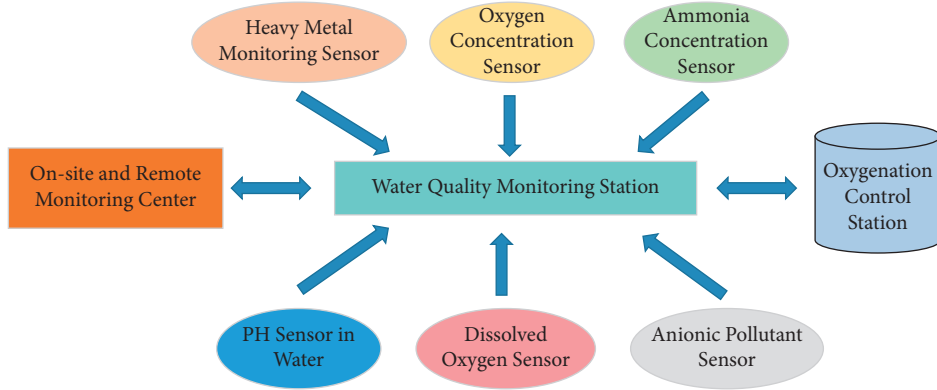 Heavy Metal
Monitoring Sensor
Oxygen
Concentration
Sensor
Ammonia
Concentration
Sensor
On-site and Remote
Monitoring Center
Water Quality Monitoring Station
Oxygenation
Control
Station
PH Sensor in
Water
Dissolved
Oxygen Sensor
Anionic Pollutant
Sensor